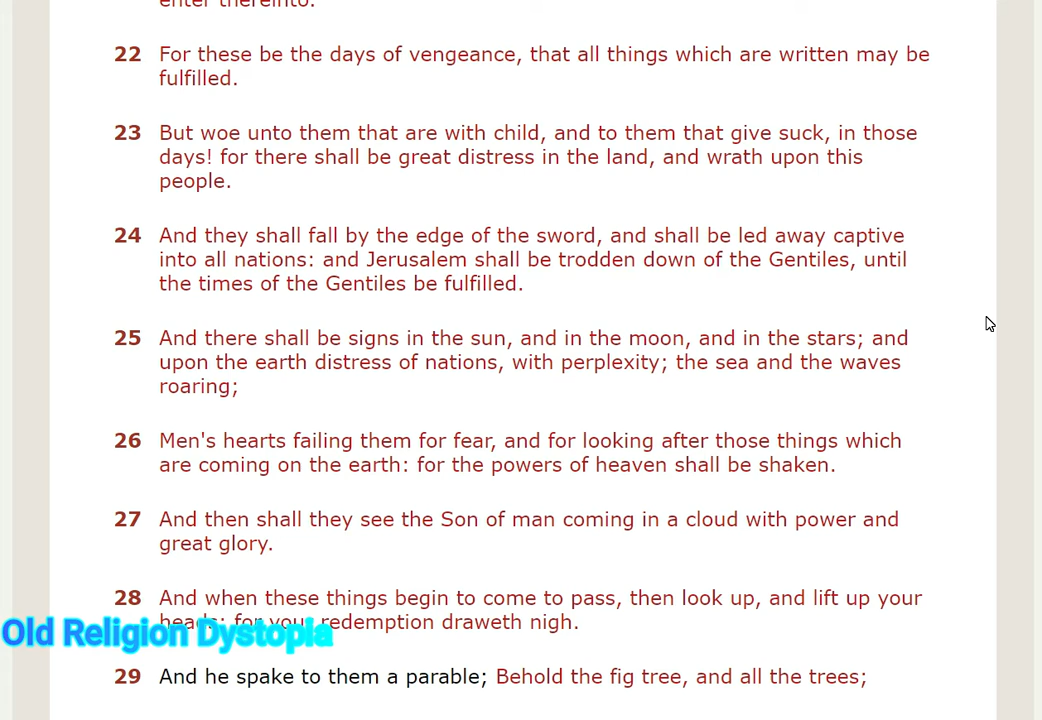 enter thereinto.
22 For these be the days of vengeance, that all things which are written may be
fulfilled.
23 But woe unto them that are with child, and to them that give suck, in those
days! for there shall be great distress in the land, and wrath upon this
people.
24 And they shall fall by the edge of the sword, and shall be led away captive
into all nations: and Jerusalem shall be trodden down of the Gentiles, until
the times of the Gentiles be fulfilled.
25 And there shall be signs in the sun, and in the moon, and in the stars; and
upon the earth distress of nations, with perplexity; the sea and the waves
roaring;
26 Men's hearts failing them for fear, and for looking after those things which
are coming on the earth: for the powers of heaven shall be shaken.
27 And then shall they see the Son of man coming in a cloud with power and
great glory.
28 And when these things begin to come to pass, then look up, and lift up your
heads; for your redemption draweth nigh.
Old Religion Dystopia
29 And he spake to them a parable; Behold the fig tree, and all the trees;